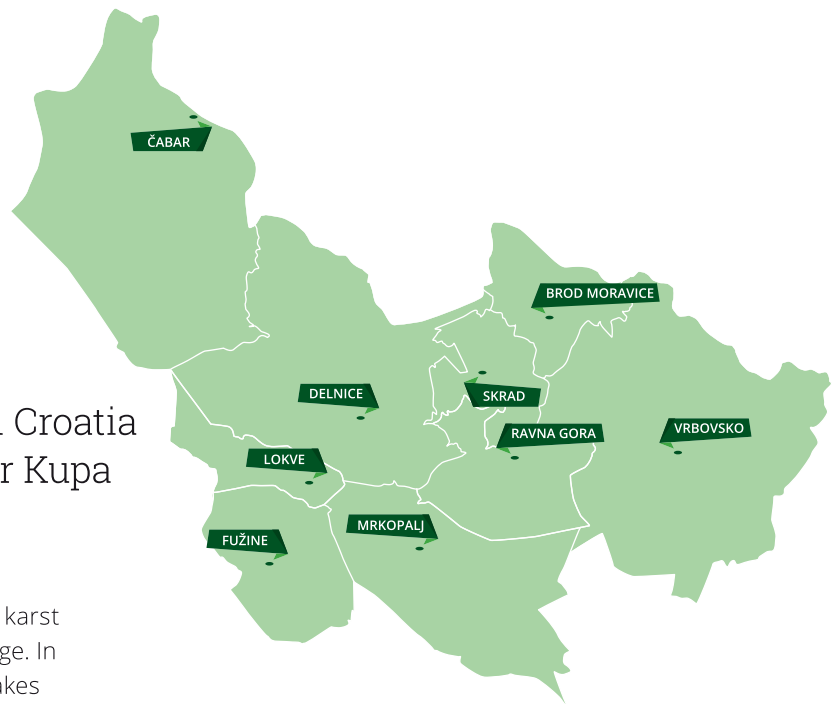 ČABAR
BROD MORAVICE
DELNICE
SKRAD
Croatia
RAVNA GORA
VRBOVSKO
LOKVE
r Kupa
MRKOPALJ
FUŽINE
karst
ge. In
akes